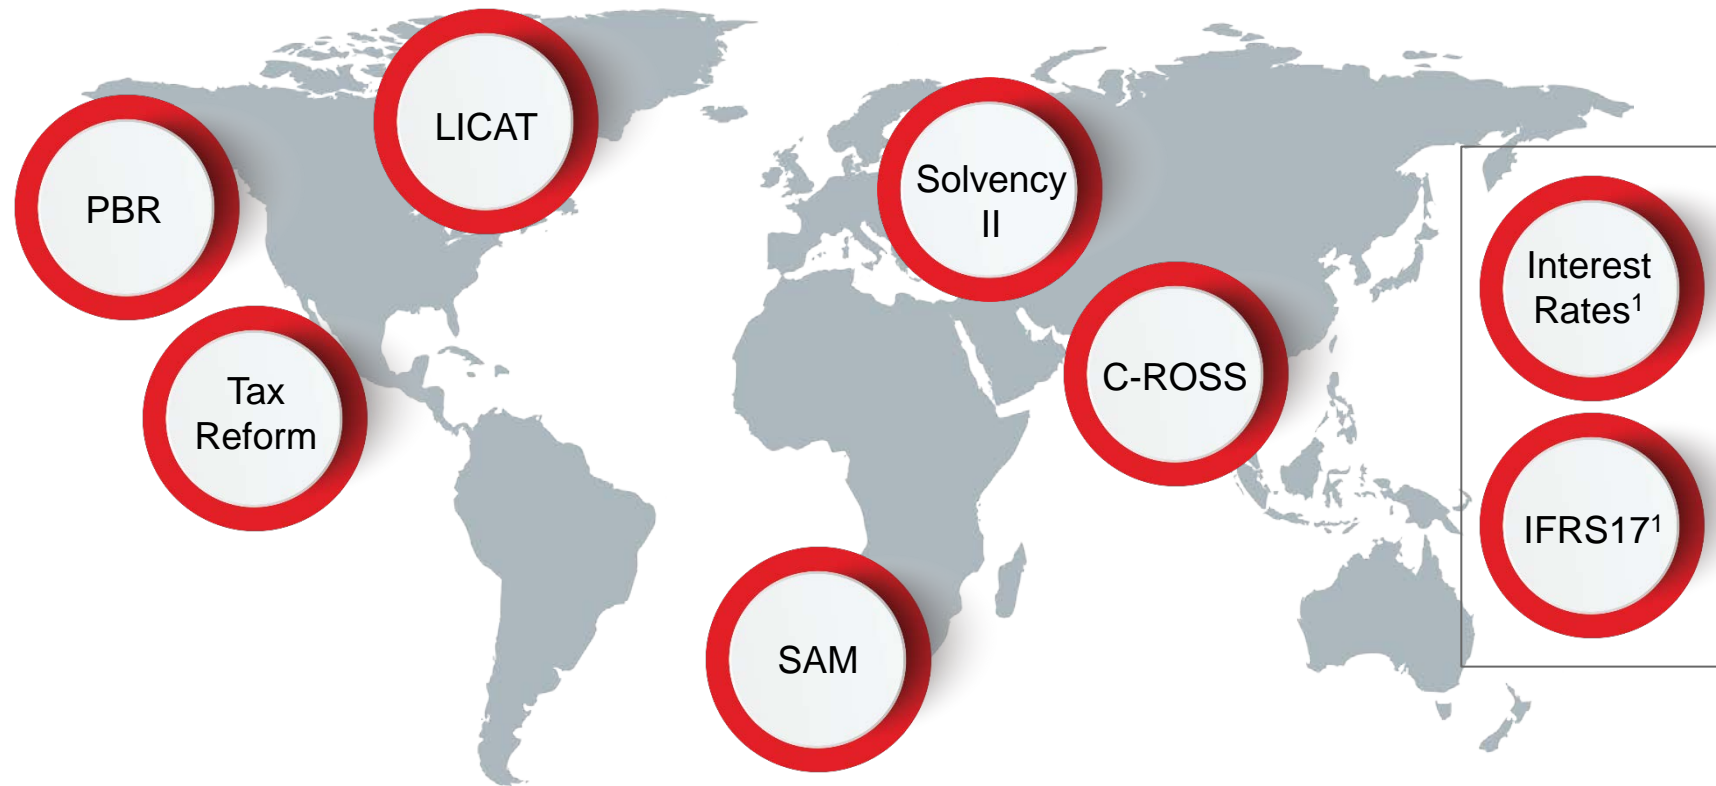 LICAT
PBR
Solvency
II
Interest
Rates¹
C-ROSS
Tax
Reform
IFRS17¹
SAM